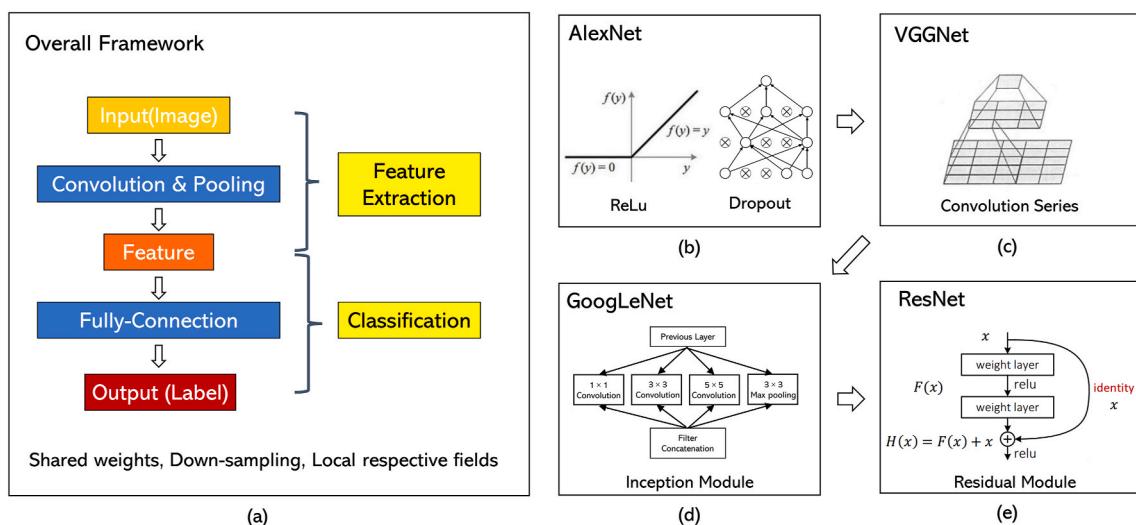 Overall Framework
Input(Image)
Convolution & Pooling
Feature
Fully-Connection
Output (Label)
Feature
Extraction
Classification
Shared weights, Down-sampling, Local respective fields
(a)
AlexNet
f(y)
f(y) = y
f(y) = 0
y
ReLu
Dropout
(b)
VGGNet
Convolution Series
(c)
GoogLeNet
Previous Layer
1 × 1
Convolution
3 × 3
Convolution
5 × 5
Convolution
3 × 3
Max pooling
Filter
Concatenation
Inception Module
(d)
ResNet
x
weight layer
relu
F(x)
weight layer
identity
x
H(x) = F(x) + x
relu
Residual Module
(e)